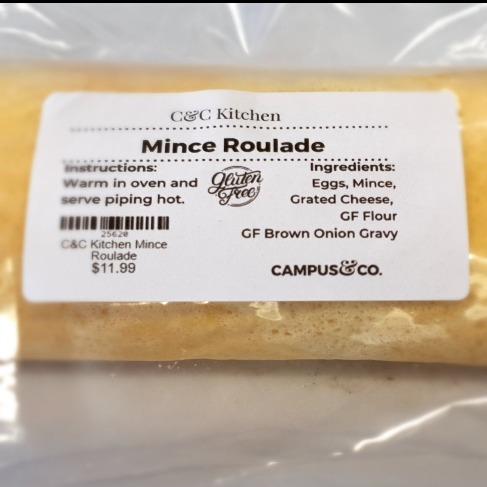 C&C Kitchen
Mince Roulade
Instructions:
Warm in oven and
serve piping hot.
Gluten
Free
Ingredients:
Eggs, Mince,
Grated Cheese,
GF Flour
GF Brown Onion Gravy
25620
C&C Kitchen Mince
Roulade
$11.99
CAMPUS&CO.